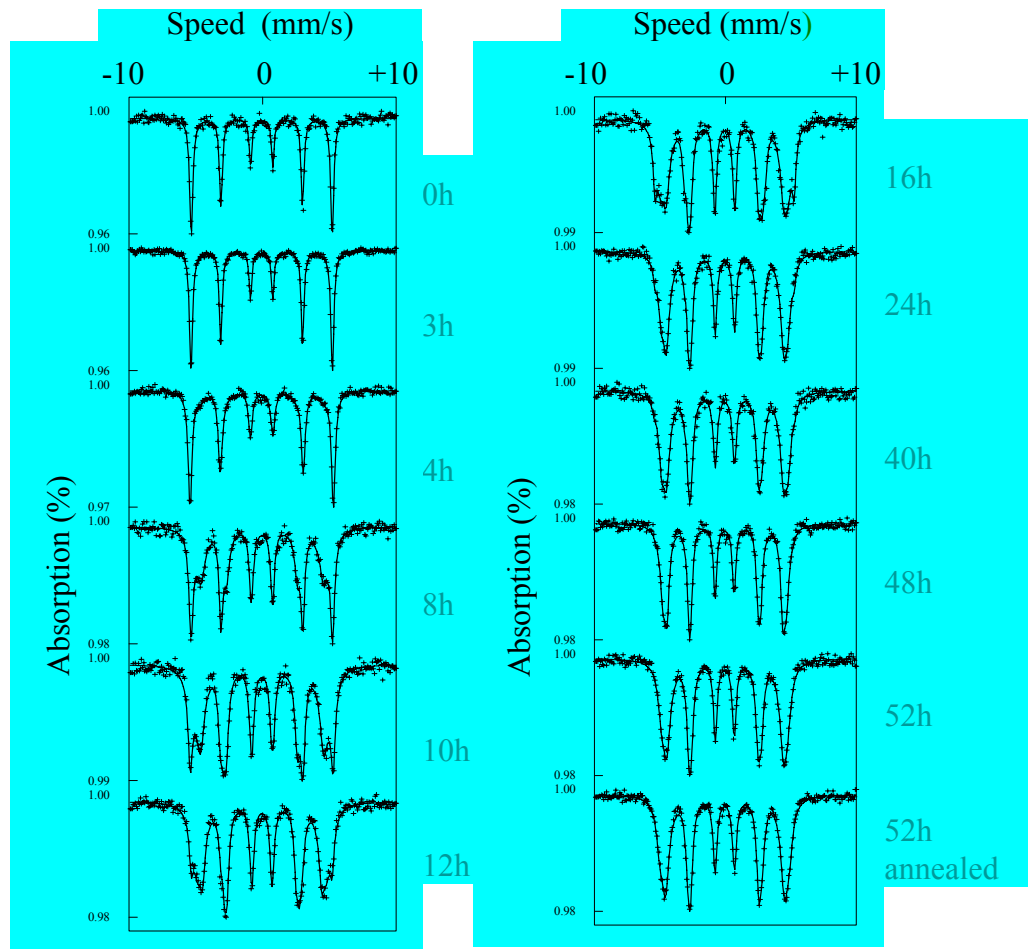 Speed (mm/s)
-10 0 +10
1.00
0h
0.96
1.00
3h
0.96
1.00
4h
0.97
1.00
8h
0.98
1.00
10h
0.99
1.00
12h
0.98
Absorption (%)
Speed (mm/s)
-10 0 +10
1.00
16h
0.99
1.00
24h
0.99
1.00
40h
0.98
1.00
48h
0.98
1.00
52h
0.98
1.00
52h
annealed
0.98
Absorption (%)